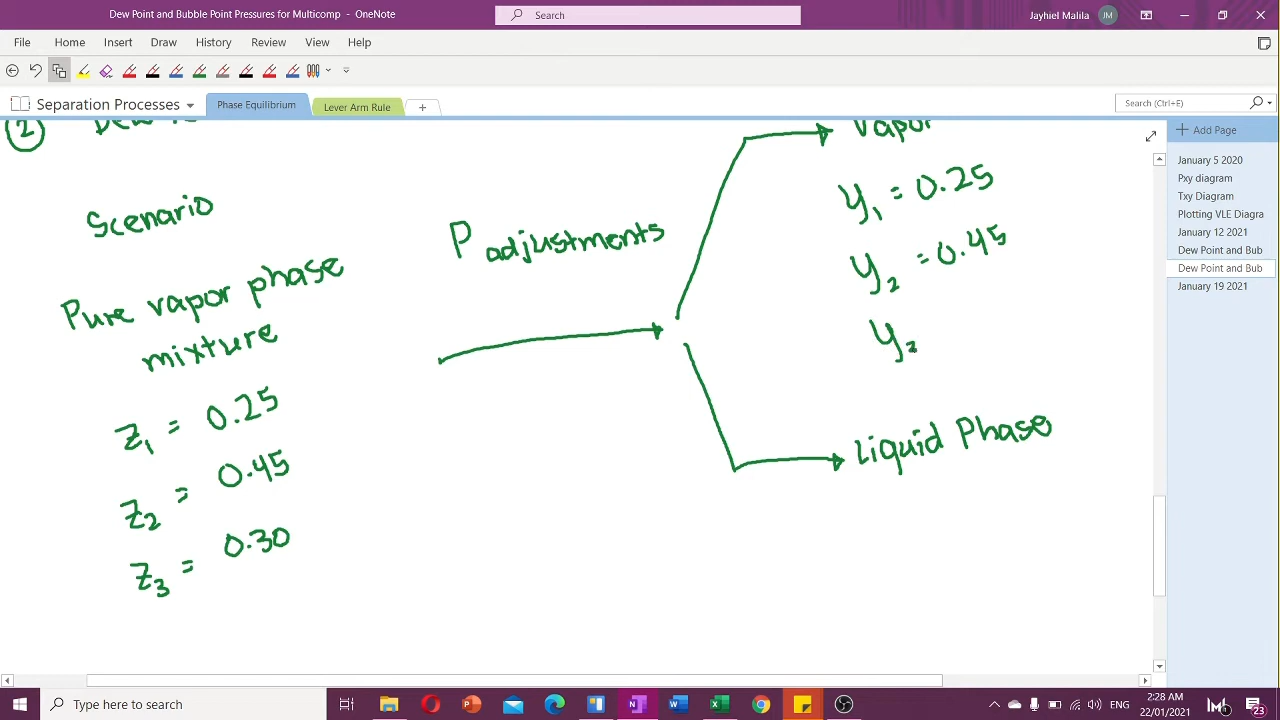 Dew Point and Bubble Point Pressures for Multicomp - OneNote
Search
Jayhiel Malila JM
File Home Insert Draw History Review View Help
Separation Processes Phase Equilibrium Lever Arm Rule +
Search (Ctrl+E)
Add Page
January 5 2020
Pxy diagram
Txy Diagram
Plotting VLE Diagra
January 12 2021
Dew Point and Bub
Dew Point and Bub
January 19 2021
2
Scenario
Pure vapor phase
mixture
z1 = 0.25
z2 = 0.45
z3 = 0.30
P adjustments
Vapor
y1 = 0.25
y2 = 0.45
y
Liquid Phase
Type here to search
ENG
2:28 AM
22/01/2021
23